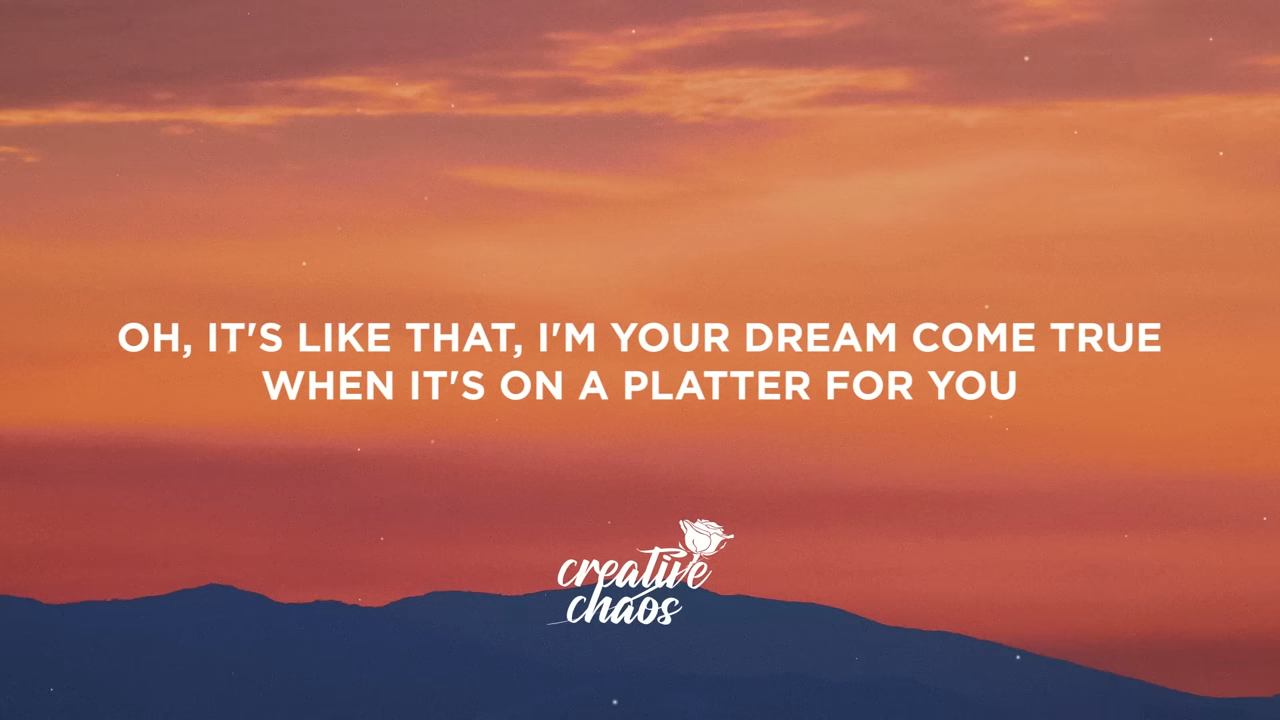 OH, IT'S LIKE THAT, I'M YOUR DREAM COME TRUE
WHEN IT'S ON A PLATTER FOR YOU
creative
chaos